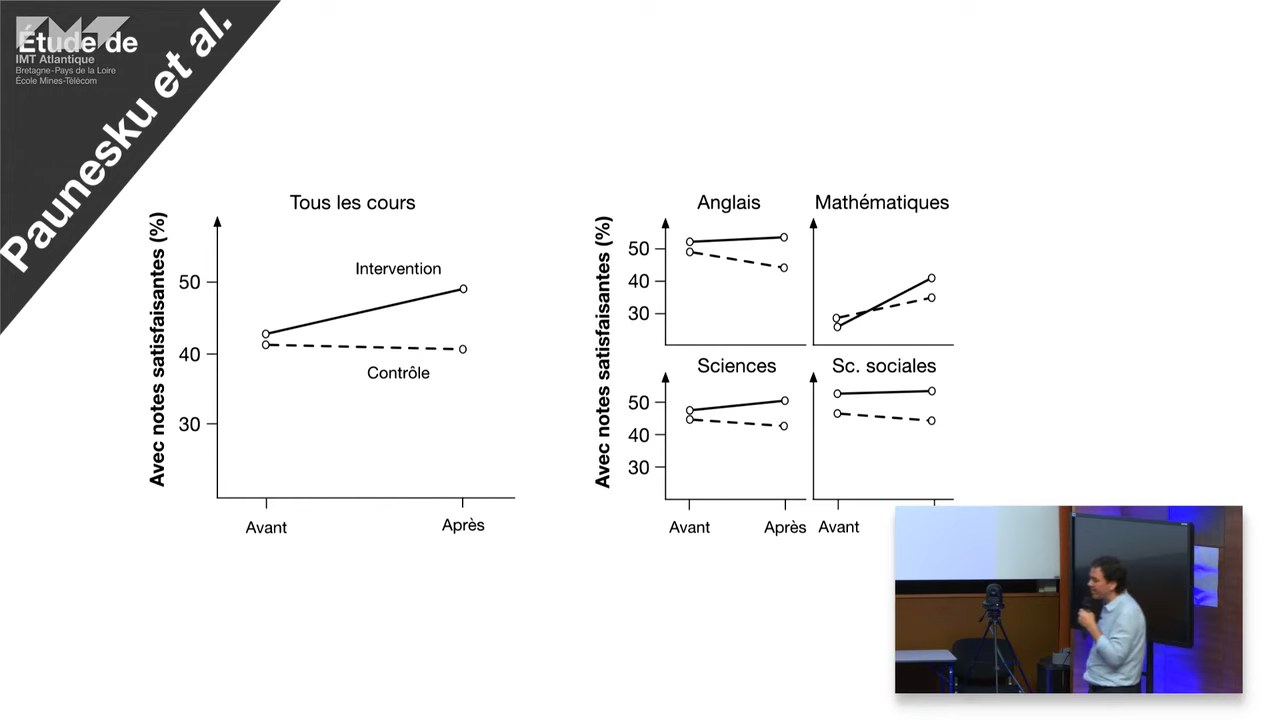 Étude de
Paunesku et al.
IMT Atlantique
Bretagne-Pays de la Loire
École Mines-Télécom
Tous les cours
Avec notes satisfaisantes (%)
50
40
30
Intervention
Contrôle
Avant
Après
Avec notes satisfaisantes (%)
Anglais
Mathématiques
50
40
30
Sciences
Sc. sociales
50
40
30
Avant
Après
Avant